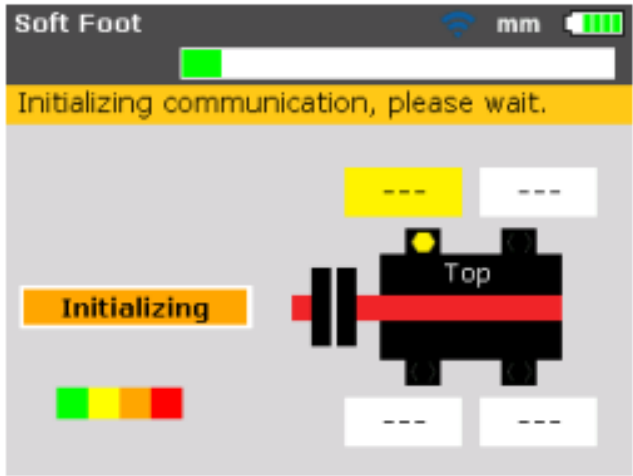 Soft Foot mm
Initializing communication, please wait.
--- ---
Top
Initializing
--- ---